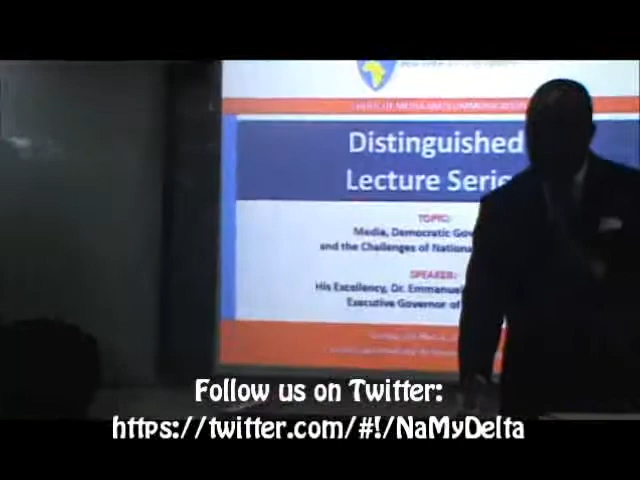 Distinguished
Lecture Series
TOPIC:
Media, Democratic Gov
and the Challenges of Nationa
SPEAKER:
His Excellency, Dr. Emmanuel
Executive Governor of
Follow us on Twitter:
https://twitter.com/#!/NaMyDelta